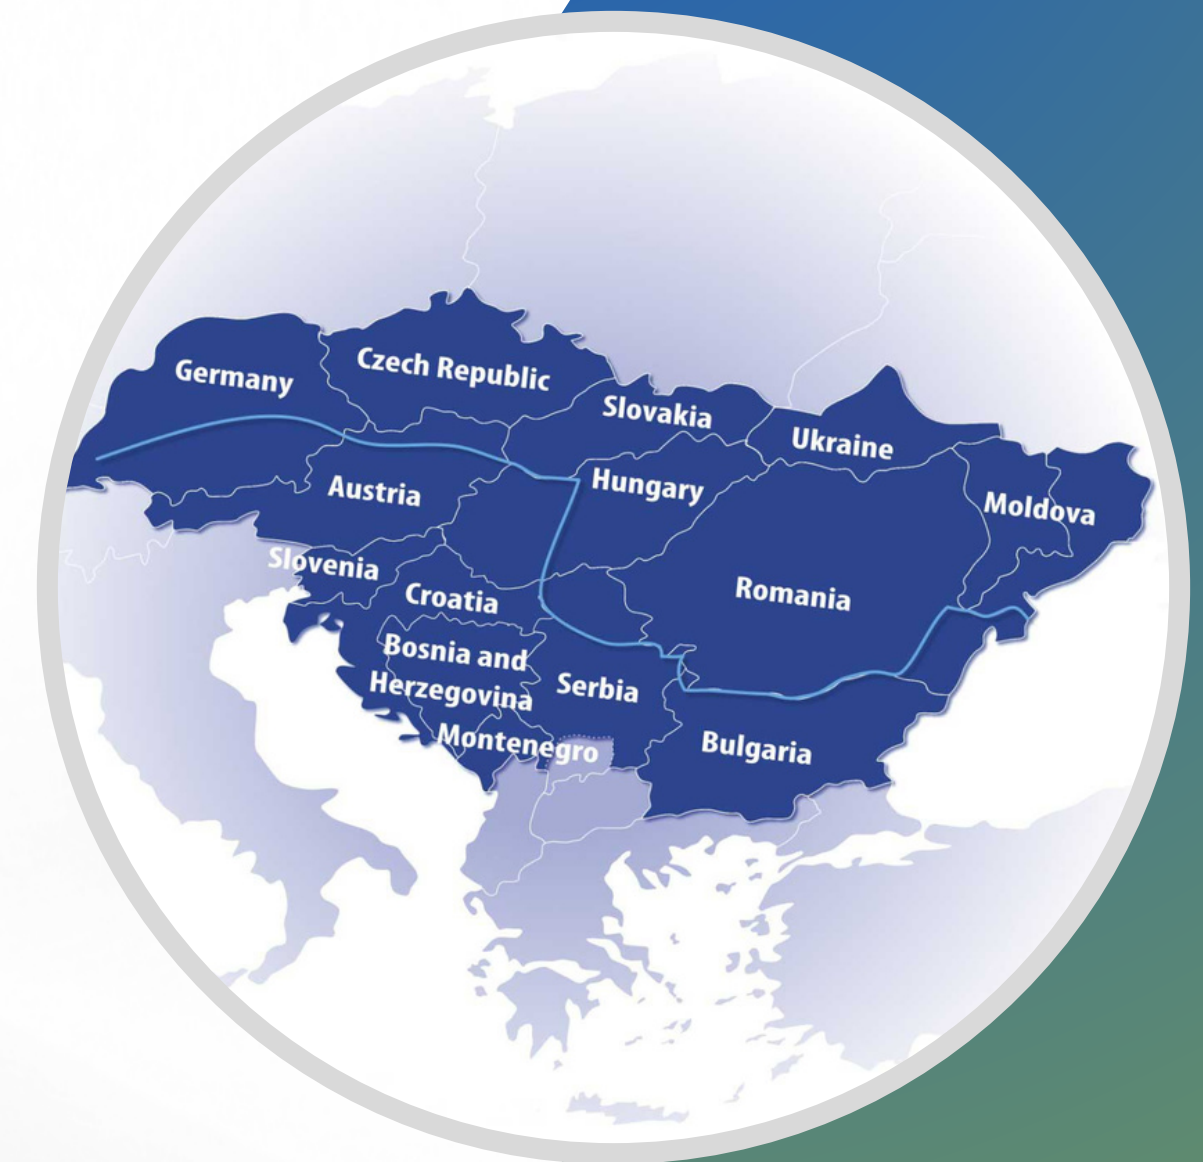 Germany
Czech Republic
Slovakia
Ukraine
Austria
Hungary
Moldova
Slovenia
Croatia
Romania
Bosnia and
Herzegovina
Serbia
Montenegro
Bulgaria